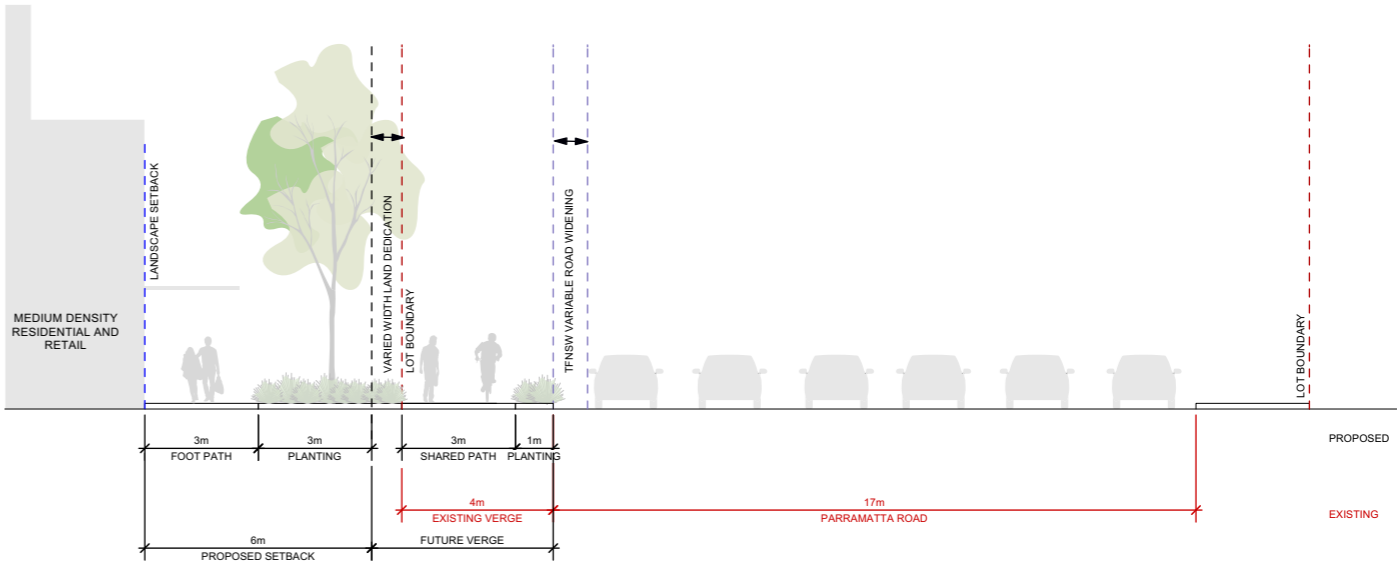 LANDSCAPE SETBACK
VARIED WIDTH LAND DEDICATION
LOT BOUNDARY
TFNSW VARIABLE ROAD WIDENING
LOT BOUNDARY
MEDIUM DENSITY
RESIDENTIAL AND
RETAIL
3m
FOOT PATH
3m
PLANTING
3m
SHARED PATH
1m
PLANTING
PROPOSED
4m
EXISTING VERGE
17m
PARRAMATTA ROAD
EXISTING
6m
PROPOSED SETBACK
FUTURE VERGE